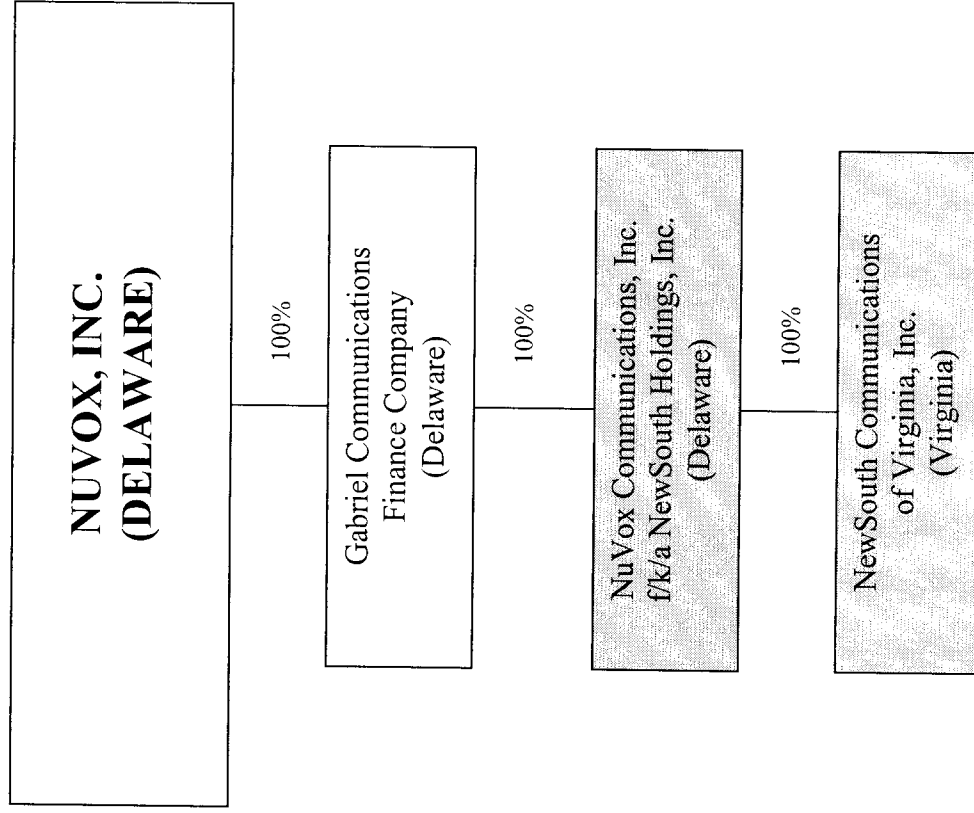 NUVOX, INC.
(DELAWARE)
100%
Gabriel Communications
Finance Company
(Delaware)
100%
NuVox Communications, Inc.
f/k/a NewSouth Holdings, Inc.
(Delaware)
100%
NewSouth Communications
of Virginia, Inc.
(Virginia)